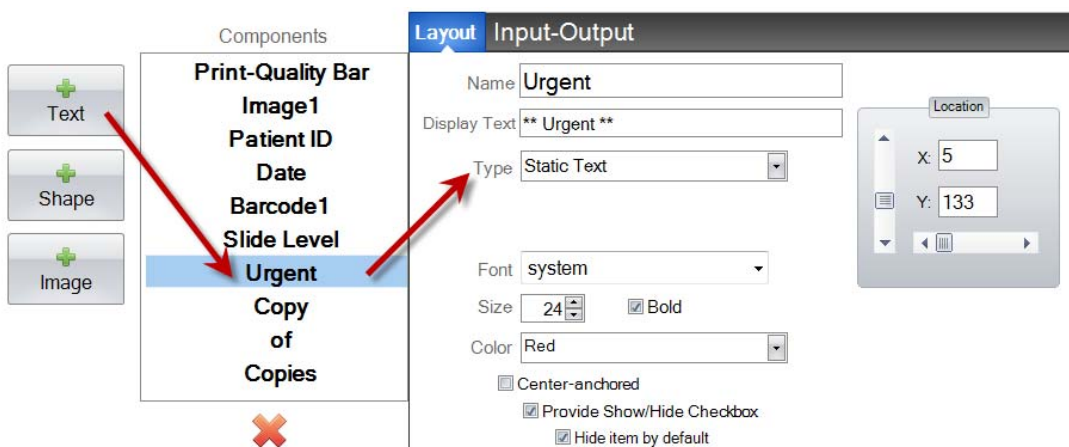 Components
Text
Shape
Image
Print-Quality Bar
Image1
Patient ID
Date
Barcode1
Slide Level
Urgent
Copy
of
Copies
Layout Input-Output
Name Urgent
Display Text ** Urgent **
Type Static Text
Font system
Size 24 Bold
Color Red
Center-anchored
Provide Show/Hide Checkbox
Hide item by default
Location
X: 5
Y: 133